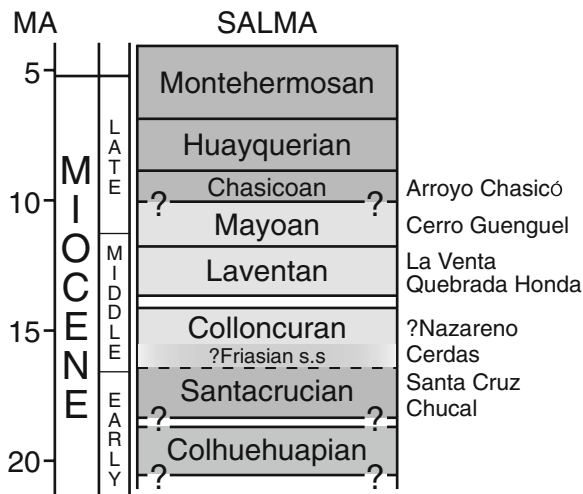 MA SALMA
5
10
15
20
MIOCENE
LATE
MIDDLE
EARLY
Montehermosan
Huayquerian
Chasicoan Arroyo Chasicó
? ?
Mayoan Cerro Guenguel
Laventan La Venta
Quebrada Honda
Colloncuran ?Nazareno
?Friasian s.s Cerdas
Santacrucian Santa Cruz
Chucal
? ?
Colhuehuapian
? ?